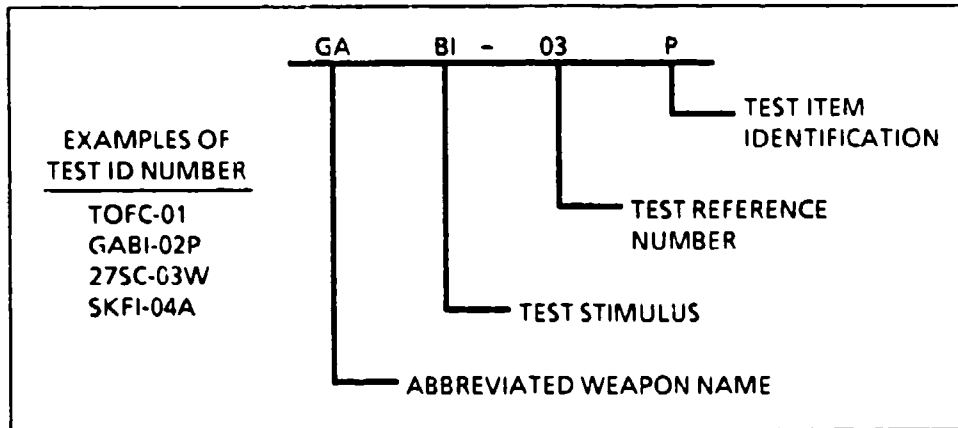 GA BI - 03 P
TEST ITEM
IDENTIFICATION
EXAMPLES OF
TEST ID NUMBER
TOFC-01
GABI-02P
27SC-03W
SKFI-04A
TEST REFERENCE
NUMBER
TEST STIMULUS
ABBREVIATED WEAPON NAME